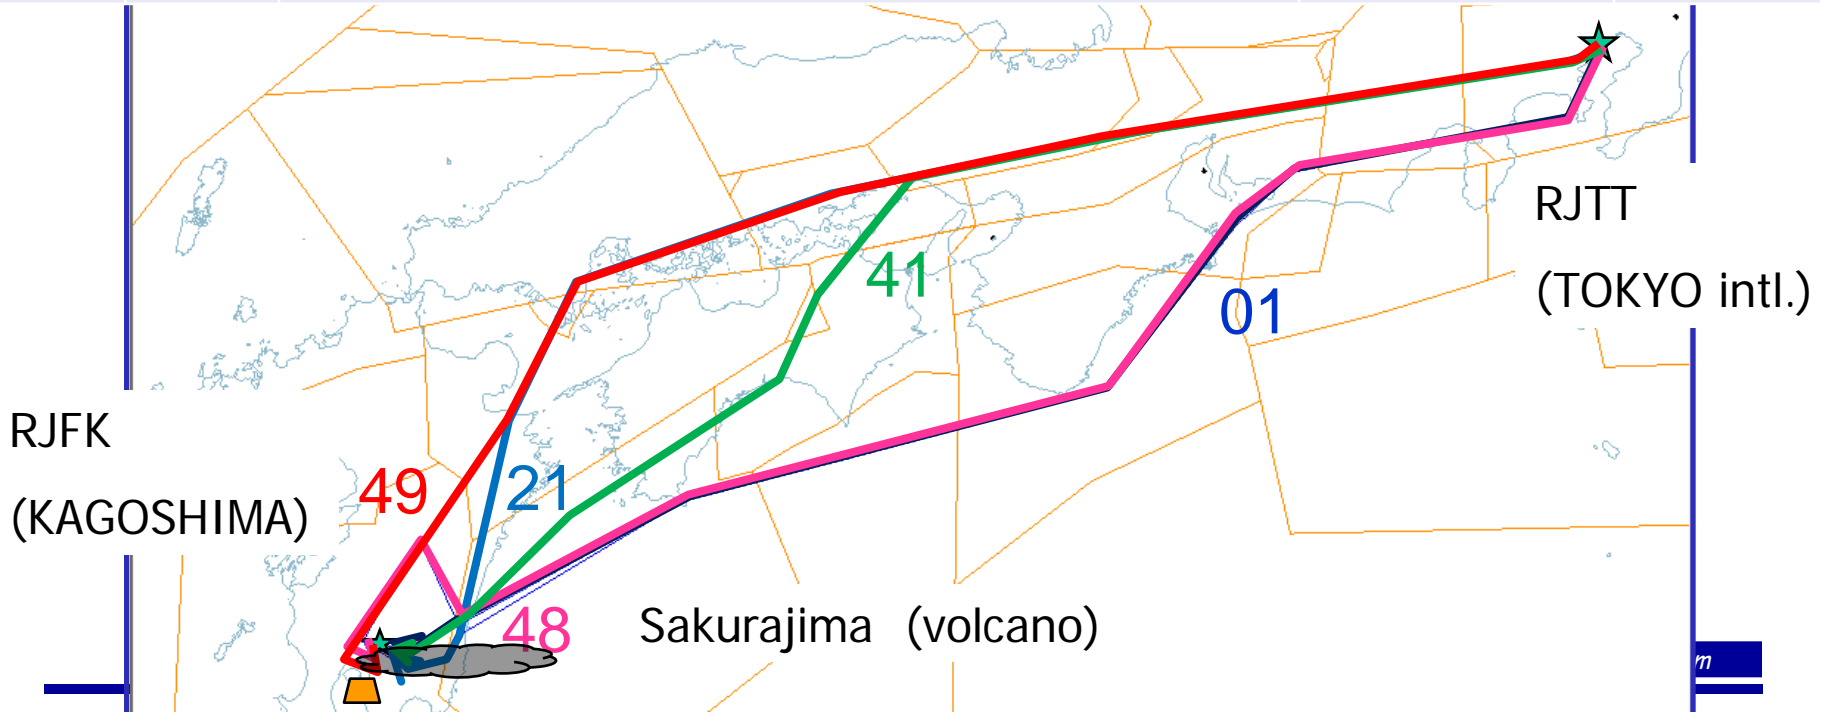 RJTT
(TOKYO intl.)
41
01
RJFK
(KAGOSHIMA)
49
21
48
Sakurajima (volcano)
m